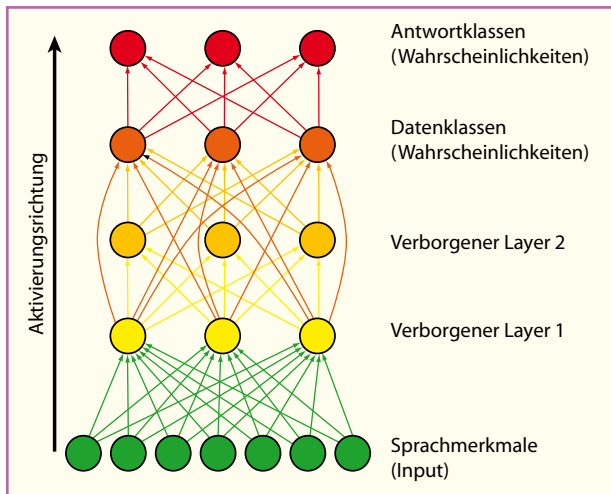 Aktivierungsrichtung
Antwortklassen
(Wahrscheinlichkeiten)
Datenklassen
(Wahrscheinlichkeiten)
Verborgener Layer 2
Verborgener Layer 1
Sprachmerkmale
(Input)